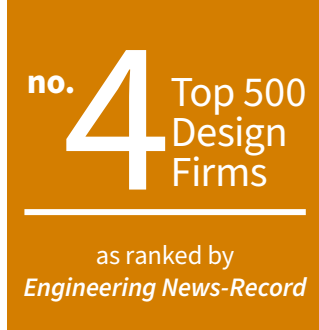 no. 4 Top 500
Design
Firms
as ranked by
Engineering News-Record